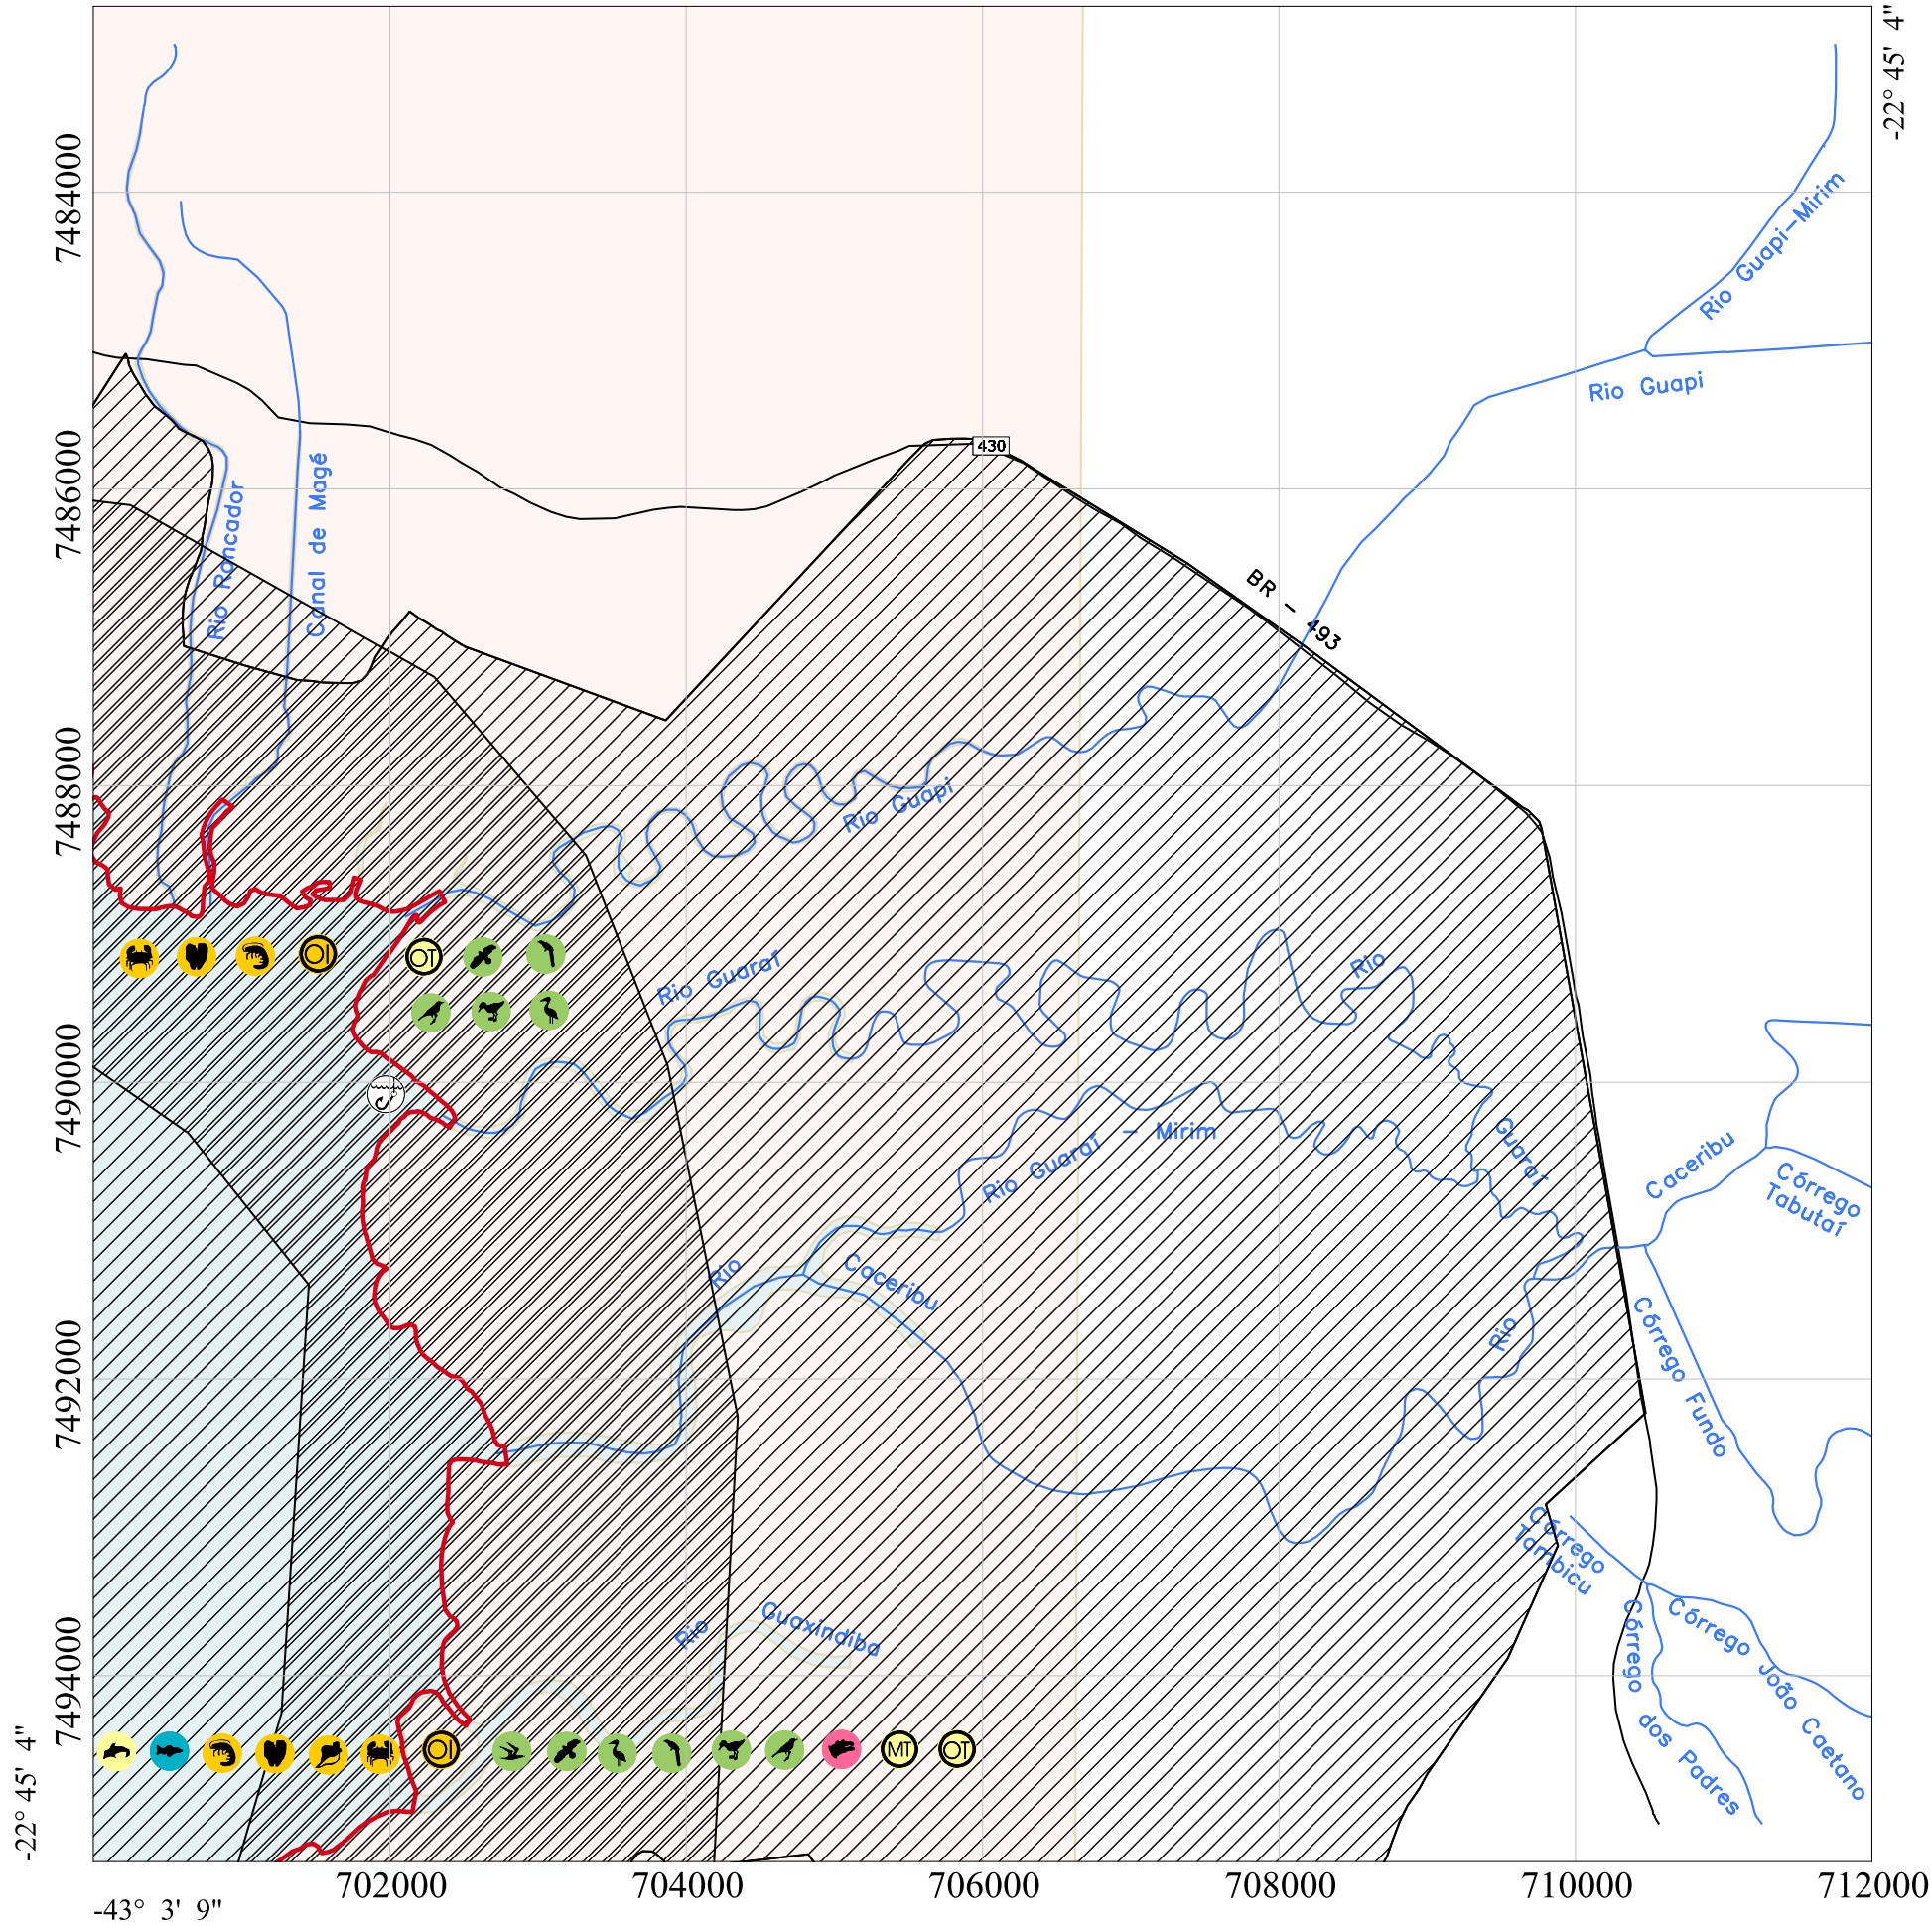 -22° 45' 4"
7484000
7486000
7488000
7490000
7492000
7494000
-22° 45' 4"
-43° 3' 9"
702000
704000
706000
708000
710000
712000
Rio Guapi-Mirim
Rio Guapi
430
BR - 493
Rio Roncador
Canal de Magé
Rio Guapi
Rio Guaraí
Rio Guaraí
Rio Guaraí - Mirim
Rio Caceribu
Rio Caceribu
Córrego
Tabutaí
Córrego Fundo
Córrego
Tambicu
Córrego João Caetano
Córrego dos Padres
Rio Guaxindiba
OI
OT
OI
MT
OT